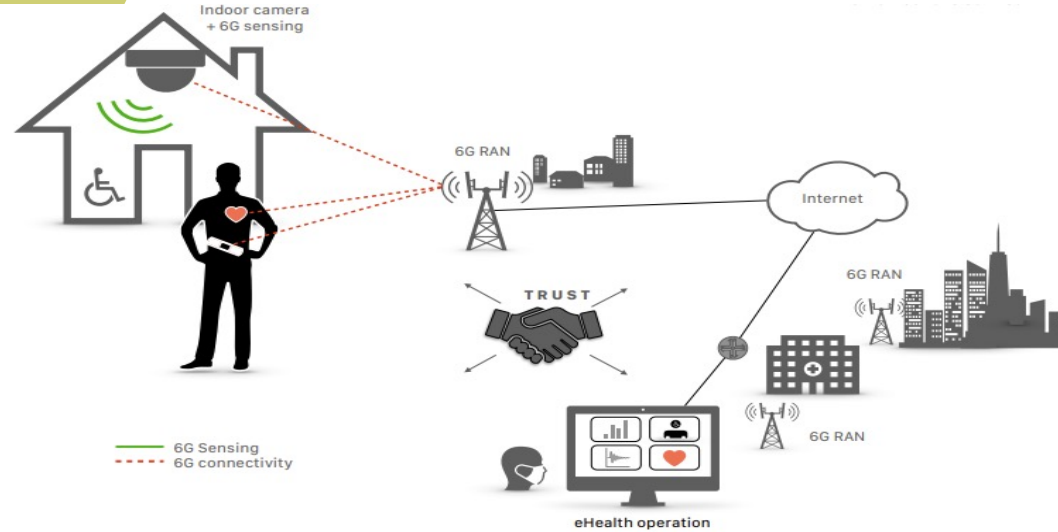 Indoor camera
+ 6G sensing
6G RAN
Internet
6G RAN
TRUST
6G RAN
6G Sensing
6G connectivity
eHealth operation